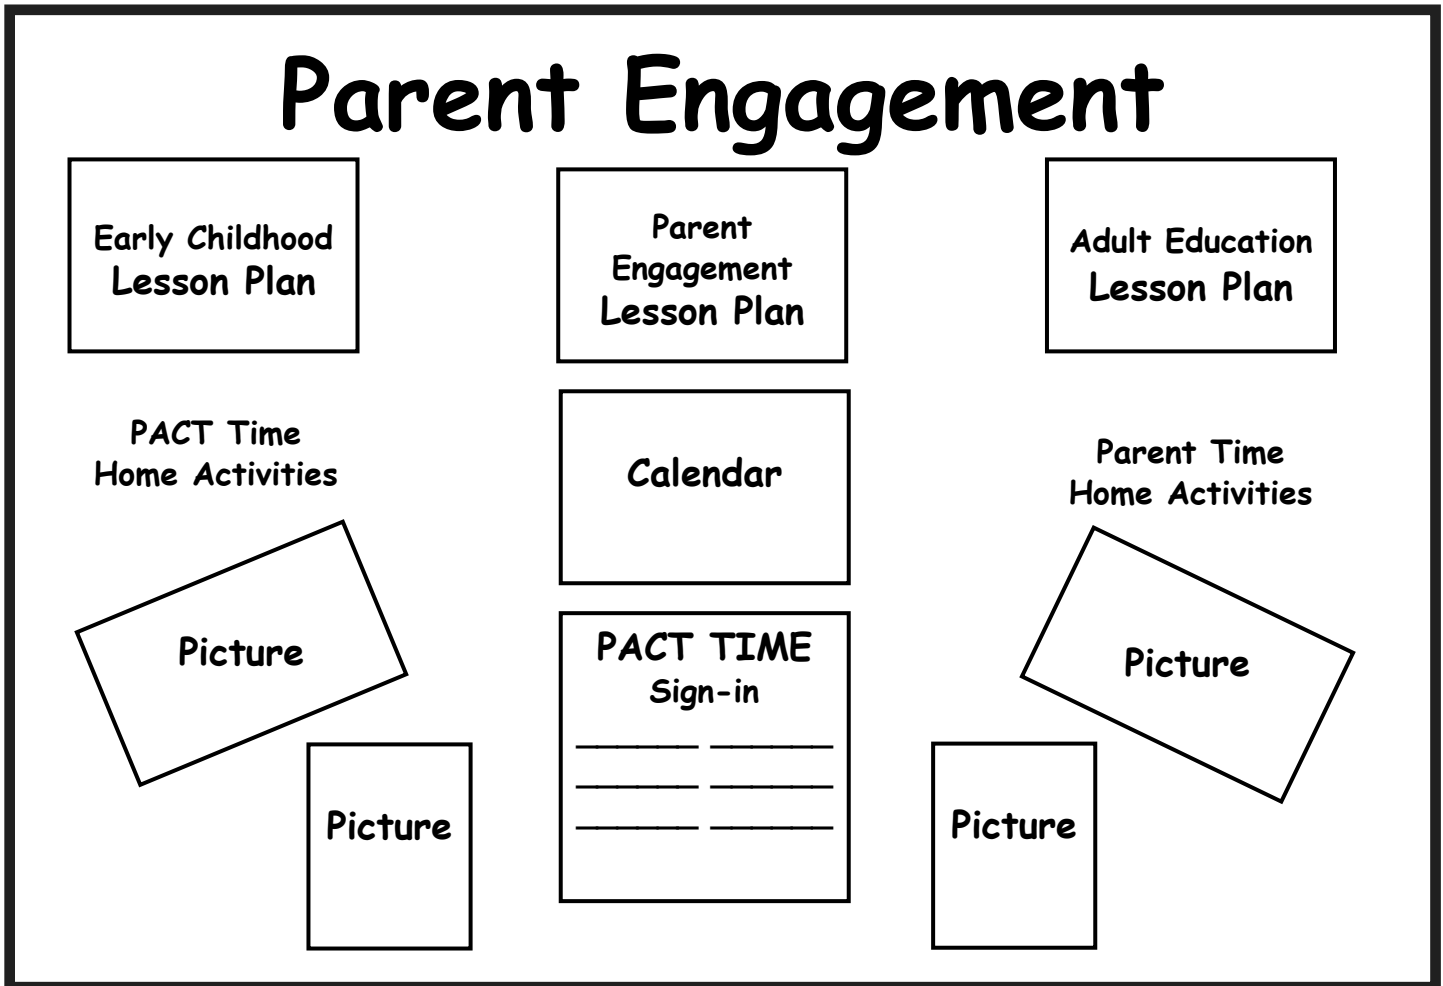 Parent Engagement
Early Childhood
Lesson Plan
Parent
Engagement
Lesson Plan
Adult Education
Lesson Plan
PACT Time
Home Activities
Calendar
Parent Time
Home Activities
Picture
Picture
PACT TIME
Sign-in
Picture
Picture